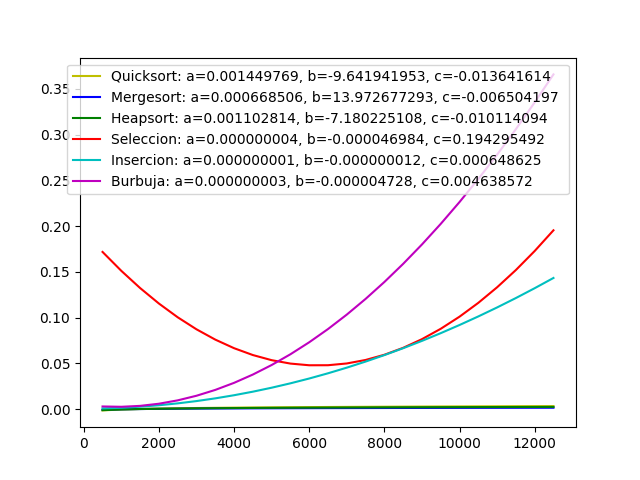 Quicksort: a=0.001449769, b=-9.641941953, c=-0.013641614
Mergesort: a=0.000668506, b=13.972677293, c=-0.006504197
Heapsort: a=0.001102814, b=-7.180225108, c=-0.010114094
Seleccion: a=0.000000004, b=-0.000046984, c=0.194295492
Insercion: a=0.000000001, b=-0.000000012, c=0.000648625
Burbuja: a=0.000000003, b=-0.000004728, c=0.004638572
0.35
0.30
0.25
0.20
0.15
0.10
0.05
0.00
0 2000 4000 6000 8000 10000 12000